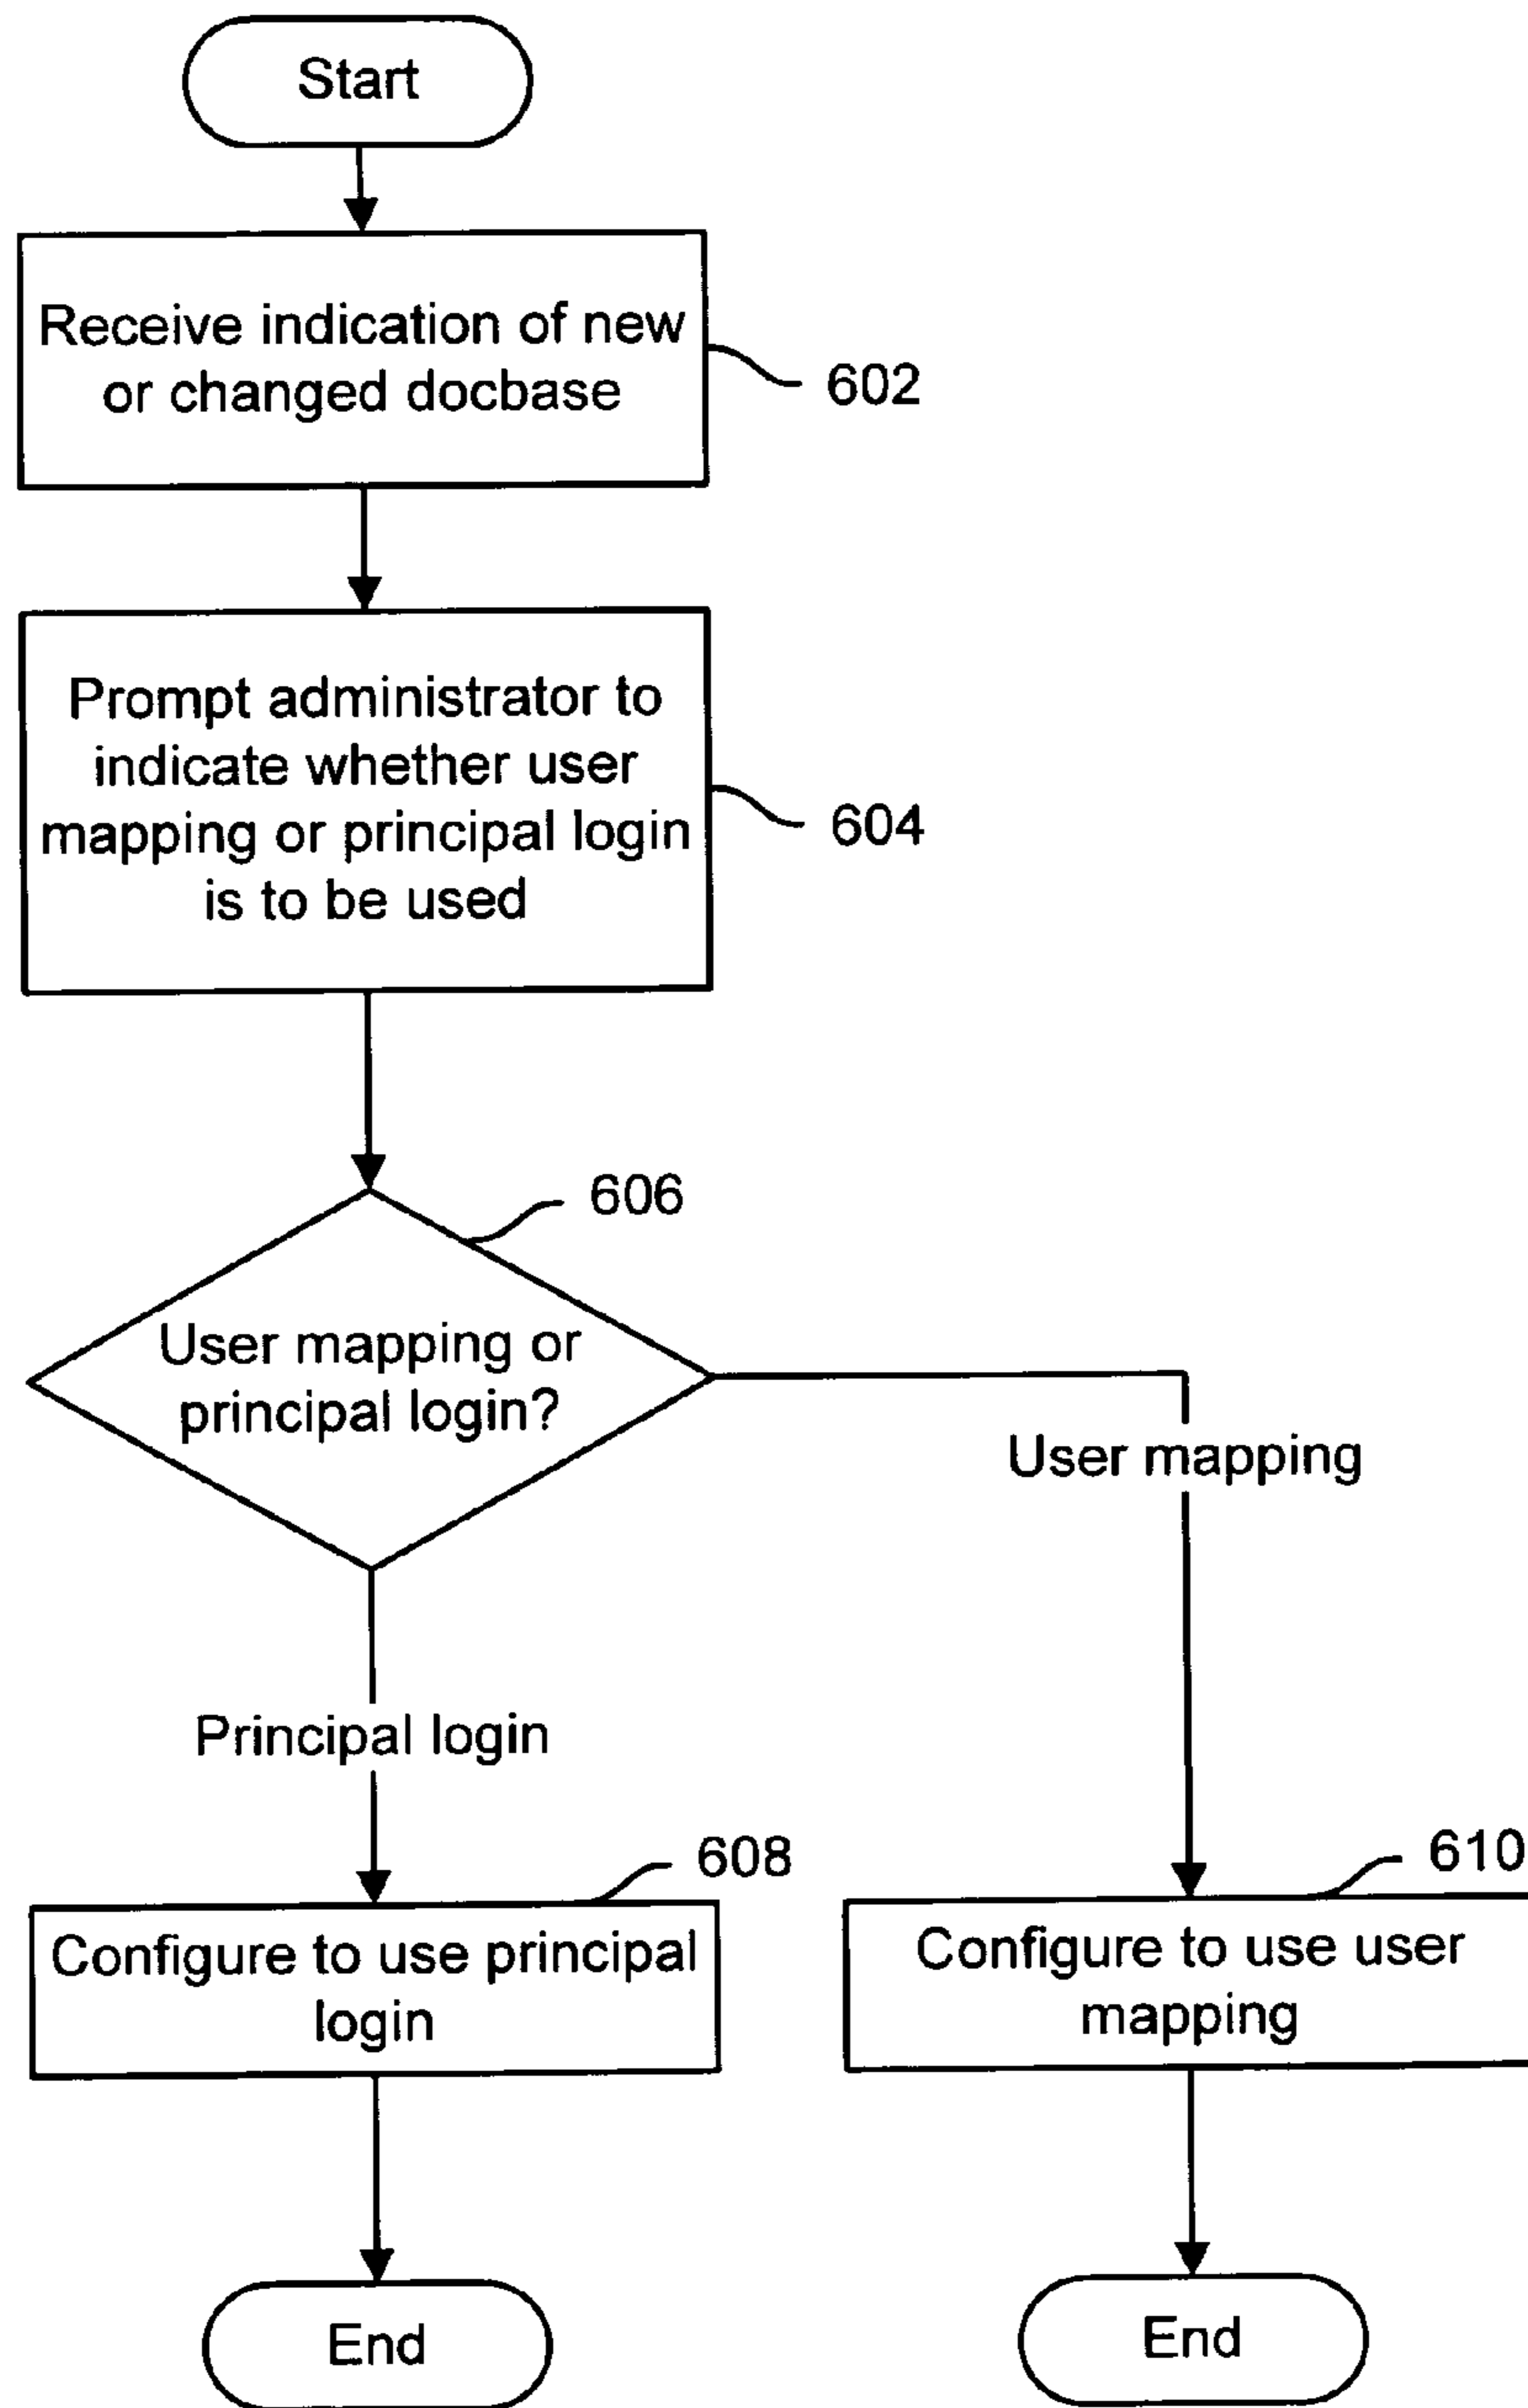 Start
Receive indication of new
or changed docbase
602
Prompt administrator to
indicate whether user
mapping or principal login
is to be used
604
606
User mapping or
principal login?
User mapping
Principal login
608
Configure to use principal
login
610
Configure to use user
mapping
End
End